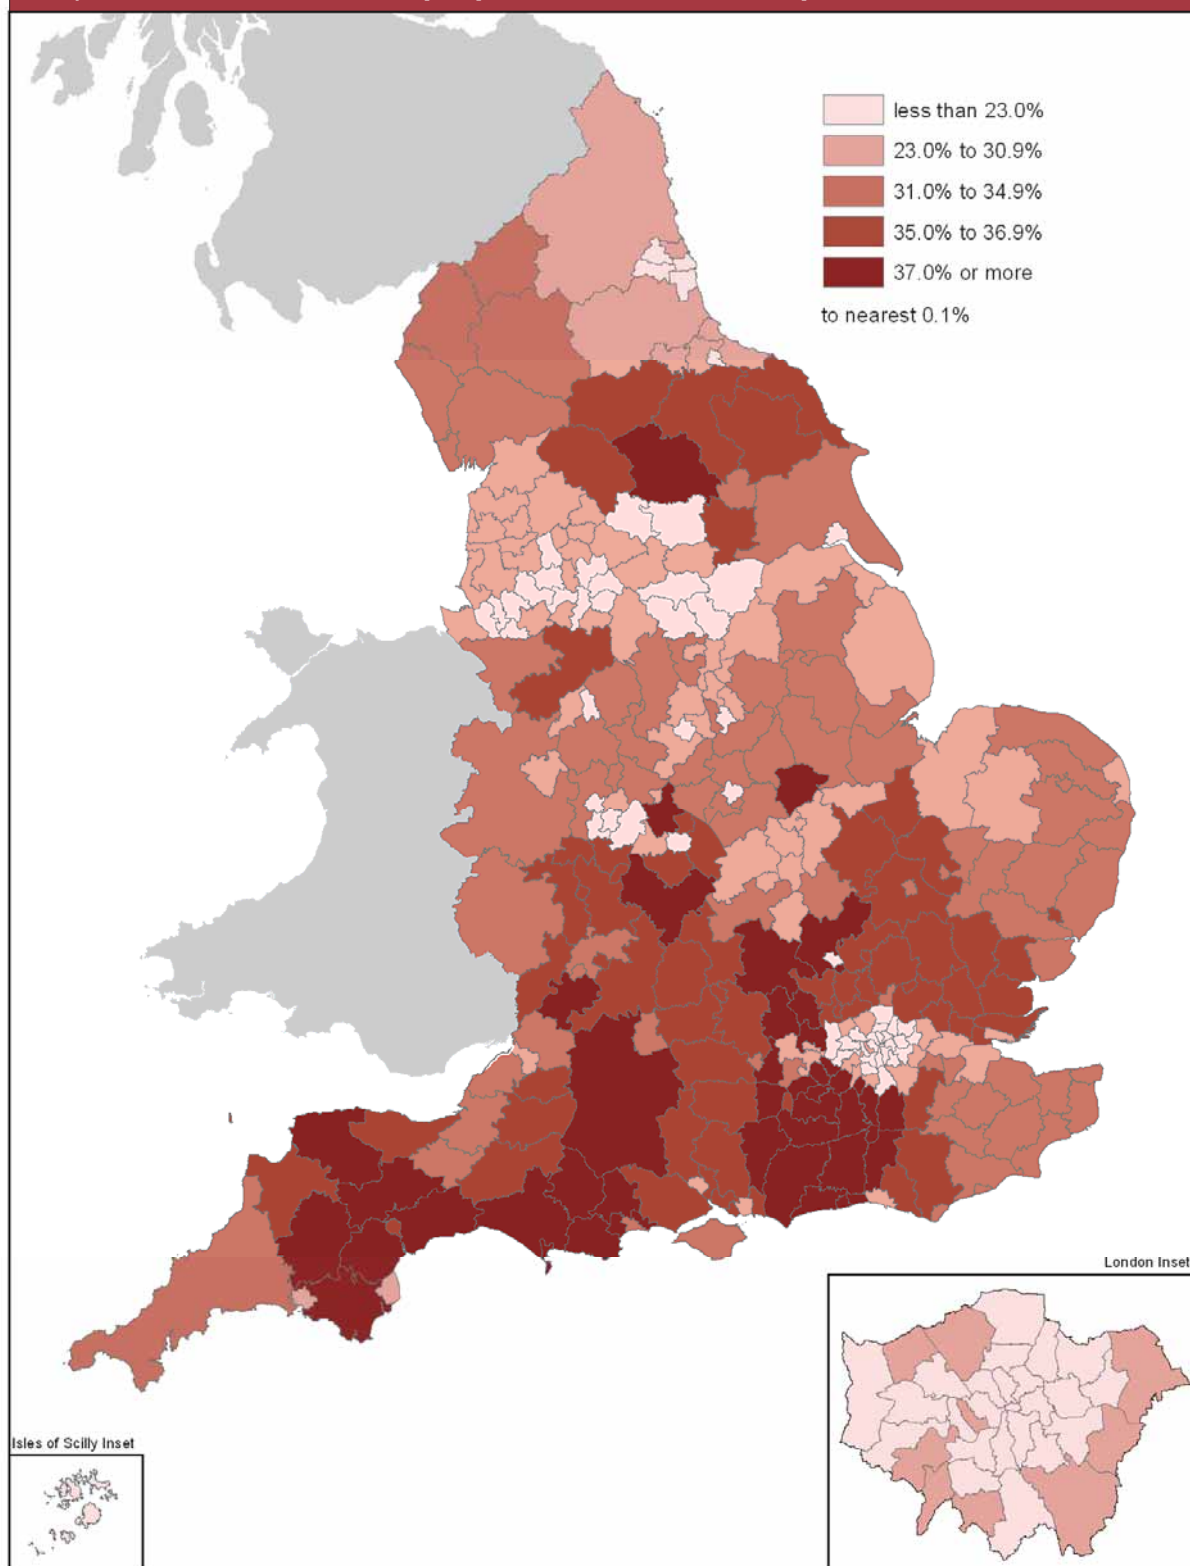 less than 23.0%
23.0% to 30.9%
31.0% to 34.9%
35.0% to 36.9%
37.0% or more
to nearest 0.1%
London Inset
Isles of Scilly Inset